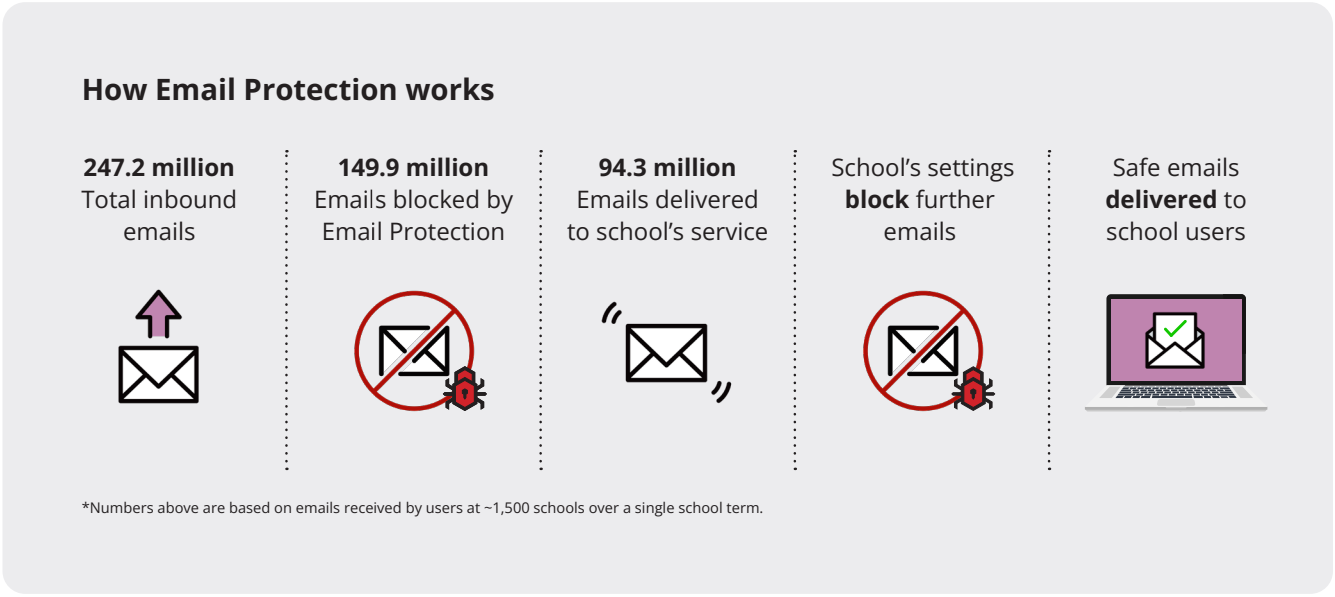 How Email Protection works
247.2 million
Total inbound
emails
149.9 million
Emails blocked by
Email Protection
94.3 million
Emails delivered
to school’s service
School’s settings
block further
emails
Safe emails
delivered to
school users
*Numbers above are based on emails received by users at ~1,500 schools over a single school term.